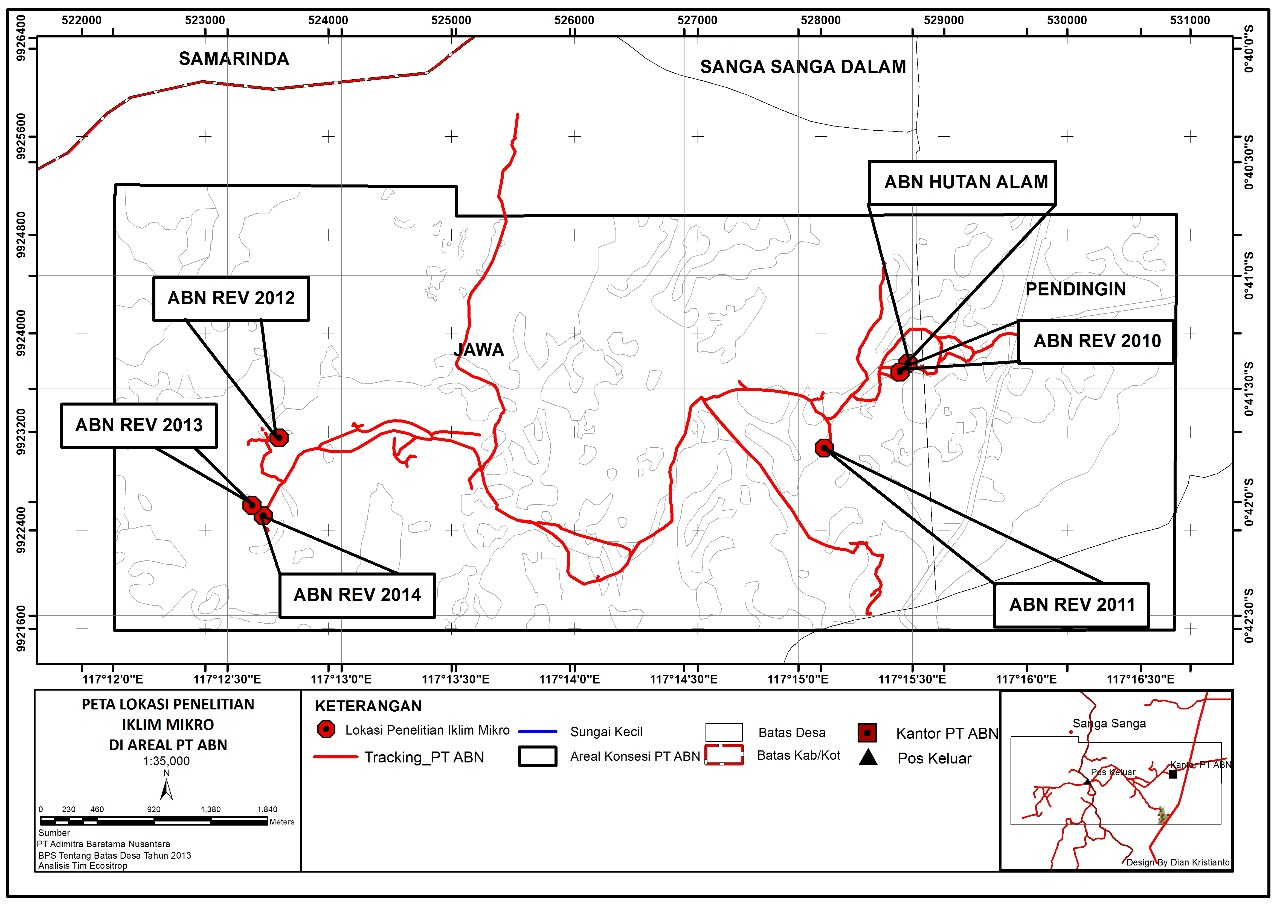 522000 523000 524000 525000 526000 527000 528000 529000 530000 531000
9926400
9925600
9924800
9924000
9923200
9922400
9921600
0°40'0"S
0°40'30"S
0°41'0"S
0°41'30"S
0°42'0"S
0°42'30"S
SAMARINDA
SANGA SANGA DALAM
ABN HUTAN ALAM
ABN REV 2012
PENDINGIN
ABN REV 2010
JAWA
ABN REV 2013
ABN REV 2014
ABN REV 2011
117°12'0"E 117°12'30"E 117°13'0"E 117°13'30"E 117°14'0"E 117°14'30"E 117°15'0"E 117°15'30"E 117°16'0"E 117°16'30"E
PETA LOKASI PENELITIAN
IKLIM MIKRO
DI AREAL PT ABN
1:35,000
N
0 230 460 920 1,380 1,840
Meters
Sumber
PT Adimitra Baratama Nusantara
BPS Tentang Batas Desa Tahun 2013
Analisis Tim Ecositrop
KETERANGAN
Lokasi Penelitian Iklim Mikro
Tracking_PT ABN
Sungai Kecil
Areal Konsesi PT ABN
Batas Desa
Batas Kab/Kot
Kantor PT ABN
Pos Keluar
Sanga Sanga
Pos Keluar
Kantor PT ABN
Design By Dian Kristianto